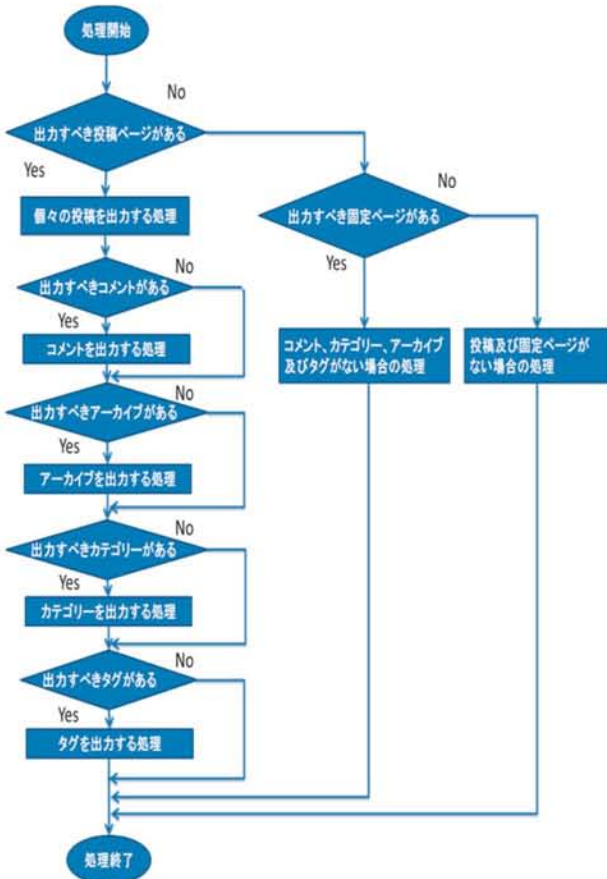 処理開始
No
出力すべき投稿ページがある
Yes
No
個々の投稿を出力する処理
出力すべき固定ページがある
No
Yes
出力すべきコメントがある
Yes
コメントを出力する処理
コメント、カテゴリー、アーカイブ
及びタグがない場合の処理
投稿及び固定ページが
ない場合の処理
No
出力すべきアーカイブがある
Yes
アーカイブを出力する処理
No
出力すべきカテゴリーがある
Yes
カテゴリーを出力する処理
No
出力すべきタグがある
Yes
タグを出力する処理
処理終了